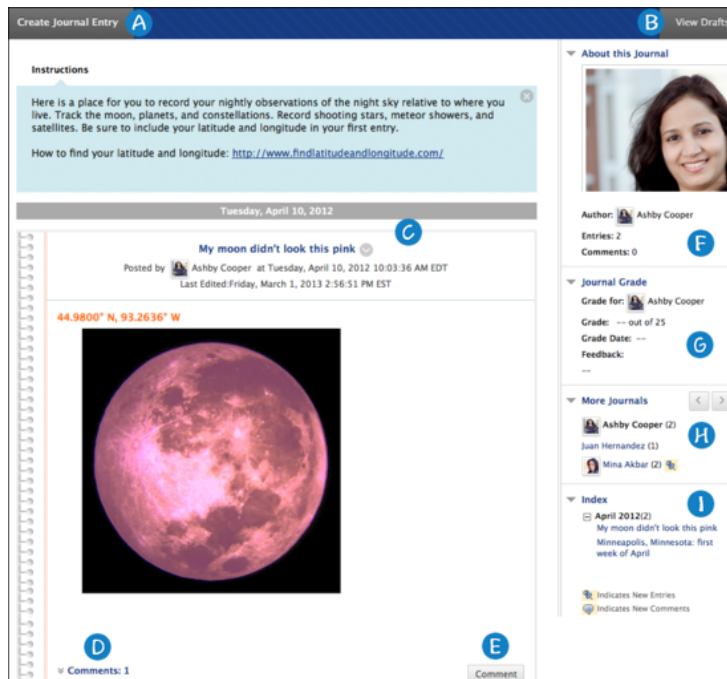 Create Journal Entry A
B View Drafts
Instructions
Here is a place for you to record your nightly observations of the night sky relative to where you
live. Track the moon, planets, and constellations. Record shooting stars, meteor showers, and
satellites. Be sure to include your latitude and longitude in your first entry.
How to find your latitude and longitude: http://www.findlatitudeandlongitude.com/
Tuesday, April 10, 2012
C
My moon didn't look this pink
Posted by Ashby Cooper at Tuesday, April 10, 2012 10:03:36 AM EDT
Last Edited:Friday, March 1, 2013 2:56:51 PM EST
44.9800° N, 93.2636° W
D
Comments: 1
E
Comment
About this Journal
Author: Ashby Cooper
Entries: 2
F
Comments: 0
Journal Grade
Grade for: Ashby Cooper
Grade: -- out of 25
Grade Date: --
G
Feedback:
--
More Journals
Ashby Cooper (2)
H
Juan Hernandez (1)
Mina Akbar (2)
Index
I
April 2012(2)
My moon didn't look this pink
Minneapolis, Minnesota: first
week of April
Indicates New Entries
Indicates New Comments